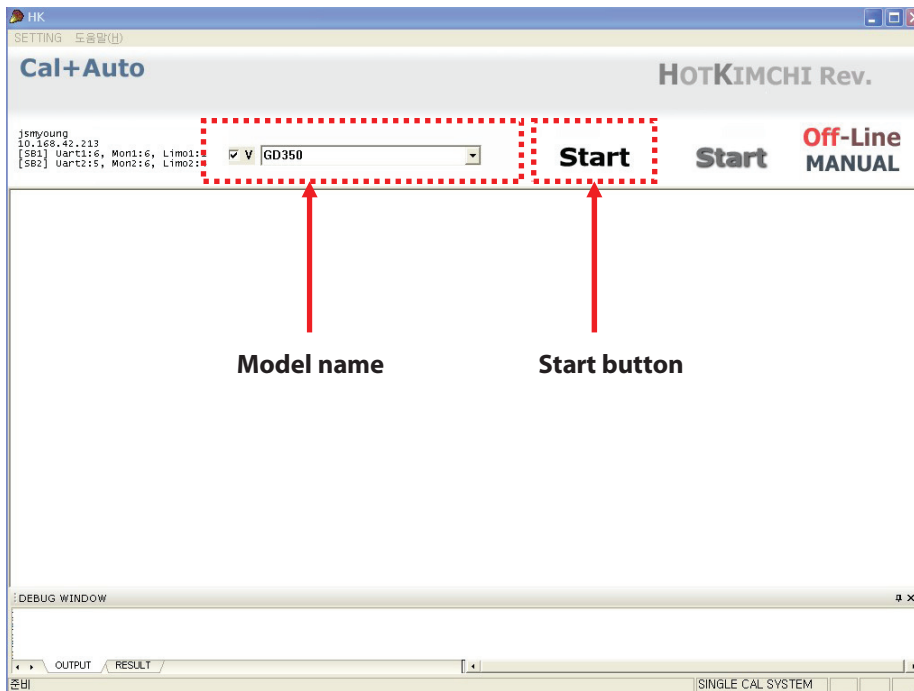 HK
SETTING 도움말(H)
Cal+Auto
HOTKIMCHI Rev.
jsmyoung
10.168.42.213
[SB1] Uart1:6, Mon1:6, Limo1:
[SB2] Uart2:5, Mon2:6, Limo2:
V GD350
Start
Start
Off-Line
MANUAL
Model name
Start button
DEBUG WINDOW
OUTPUT RESULT
준비
SINGLE CAL SYSTEM